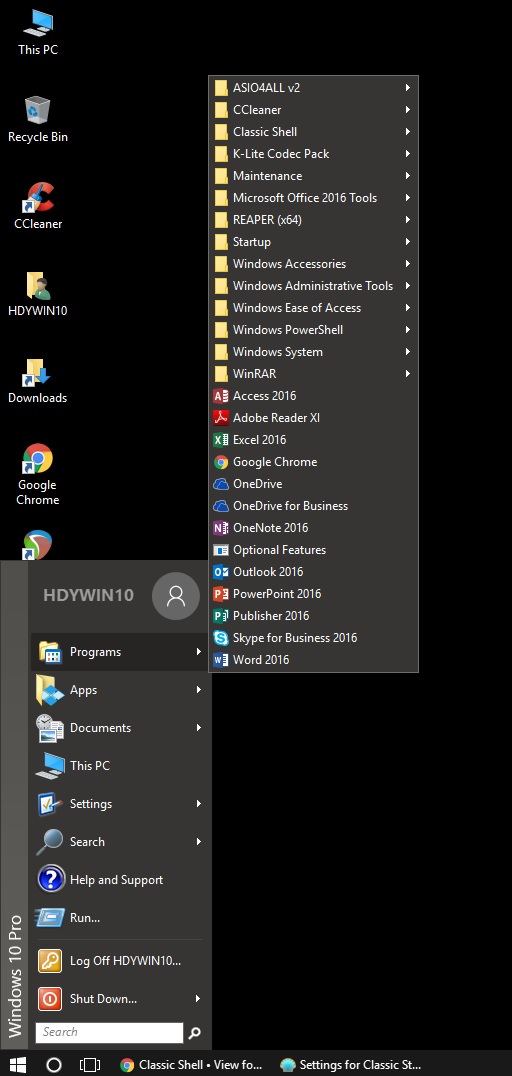 This PC
Recycle Bin
CCleaner
HDYWIN10
Downloads
Google
Chrome
ASIO4ALL v2
CCleaner
Classic Shell
K-Lite Codec Pack
Maintenance
Microsoft Office 2016 Tools
REAPER (x64)
Startup
Windows Accessories
Windows Administrative Tools
Windows Ease of Access
Windows PowerShell
Windows System
WinRAR
Access 2016
Adobe Reader XI
Excel 2016
Google Chrome
OneDrive
OneDrive for Business
OneNote 2016
Optional Features
Outlook 2016
PowerPoint 2016
Publisher 2016
Skype for Business 2016
Word 2016
HDYWIN10
Programs
Apps
Documents
This PC
Settings
Search
Help and Support
Run...
Log Off HDYWIN10...
Shut Down...
Search
Windows 10 Pro
Classic Shell • View fo...
Settings for Classic St...